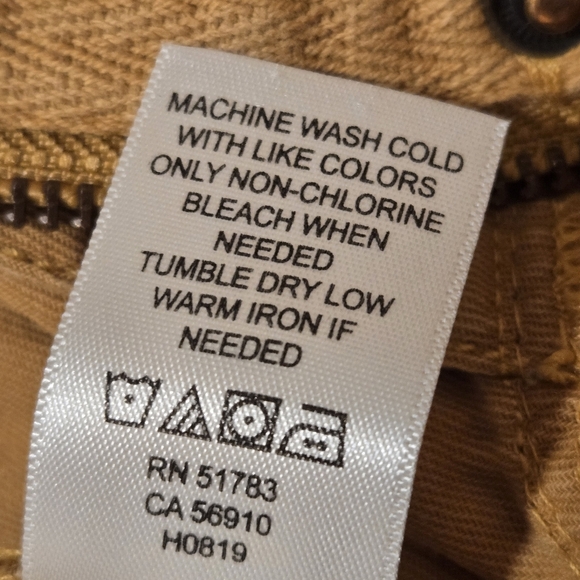 MACHINE WASH COLD
WITH LIKE COLORS
ONLY NON-CHLORINE
BLEACH WHEN
NEEDED
TUMBLE DRY LOW
WARM IRON IF
NEEDED
RN 51783
CA 56910
H0819